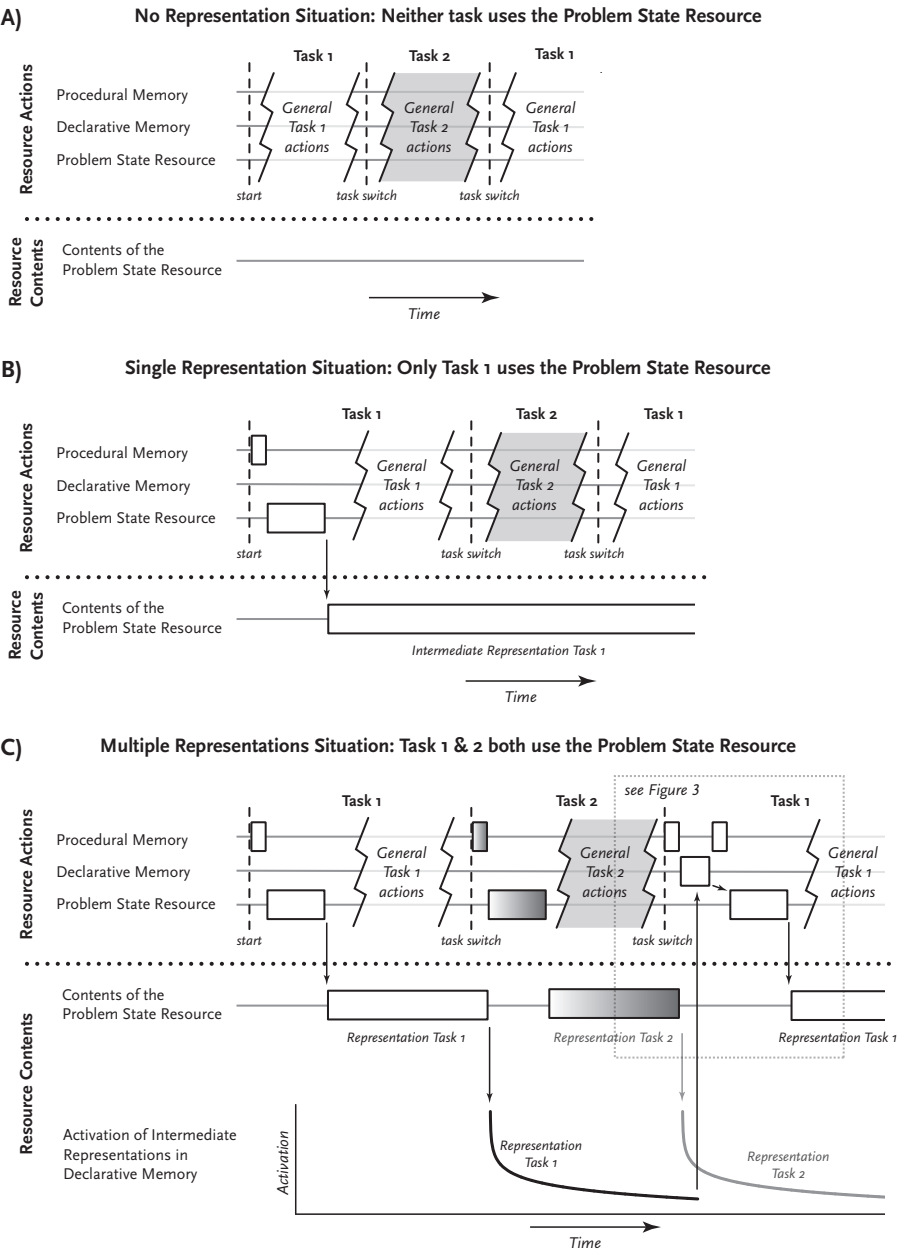 A)
No Representation Situation: Neither task uses the Problem State Resource
Task 1
Task 2
Task 1
Resource Actions
Procedural Memory
Declarative Memory
Problem State Resource
General
Task 1
actions
General
Task 2
actions
General
Task 1
actions
start
task switch
task switch
Resource
Contents
Contents of the
Problem State Resource
Time
B)
Single Representation Situation: Only Task 1 uses the Problem State Resource
Task 1
Task 2
Task 1
Resource Actions
Procedural Memory
Declarative Memory
Problem State Resource
General
Task 1
actions
General
Task 2
actions
General
Task 1
actions
start
task switch
task switch
Resource
Contents
Contents of the
Problem State Resource
Intermediate Representation Task 1
Time
C)
Multiple Representations Situation: Task 1 & 2 both use the Problem State Resource
see Figure 3
Task 1
Task 2
Task 1
Resource Actions
Procedural Memory
Declarative Memory
Problem State Resource
General
Task 1
actions
General
Task 2
actions
General
Task 1
actions
start
task switch
task switch
Resource Contents
Contents of the
Problem State Resource
Representation Task 1
Representation Task 2
Representation Task 1
Activation of Intermediate
Representations in
Declarative Memory
Activation
Representation
Task 1
Representation
Task 2
Time